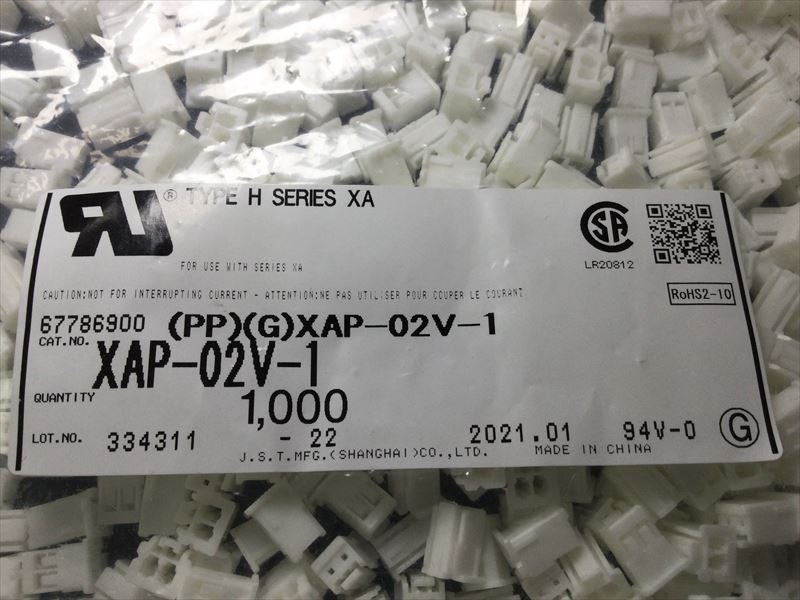 ® TYPE H SERIES XA
FOR USE WITH SERIES XA
CAUTION:NOT FOR INTERRUPTING CURRENT - ATTENTION:NE PAS UTILISER POUR COUPER LE COURANT
SA
LR20812
RoHS2-10
67786900 (PP)(G)XAP-02V-1
CAT.NO.
XAP-02V-1
QUANTITY
1,000
LOT.NO. 334311 - 22 2021.01 94V-0 G
J.S.T.MFG.(SHANGHAI)CO.,LTD. MADE IN CHINA